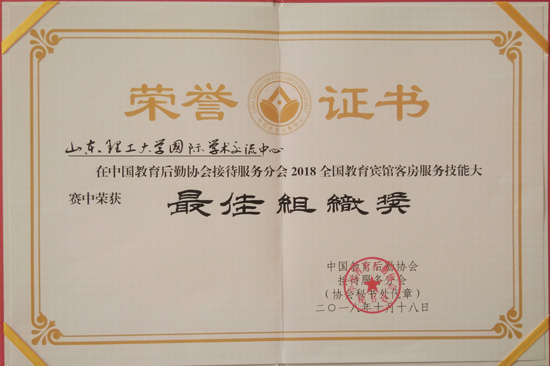 荣誉证书
山东理工大学国际学术交流中心
在中国教育后勤协会接待服务分会2018全国教育宾馆客房服务技能大
赛中荣获
最佳组织奖
中国教育后勤协会
接待服务分会
（协会秘书处代章）
二〇一八年十月十八日